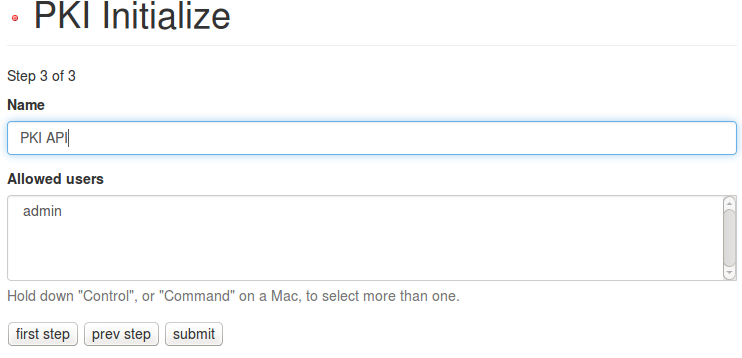 PKI Initialize
Step 3 of 3
Name
PKI API
Allowed users
admin
Hold down "Control", or "Command" on a Mac, to select more than one.
first step prev step submit